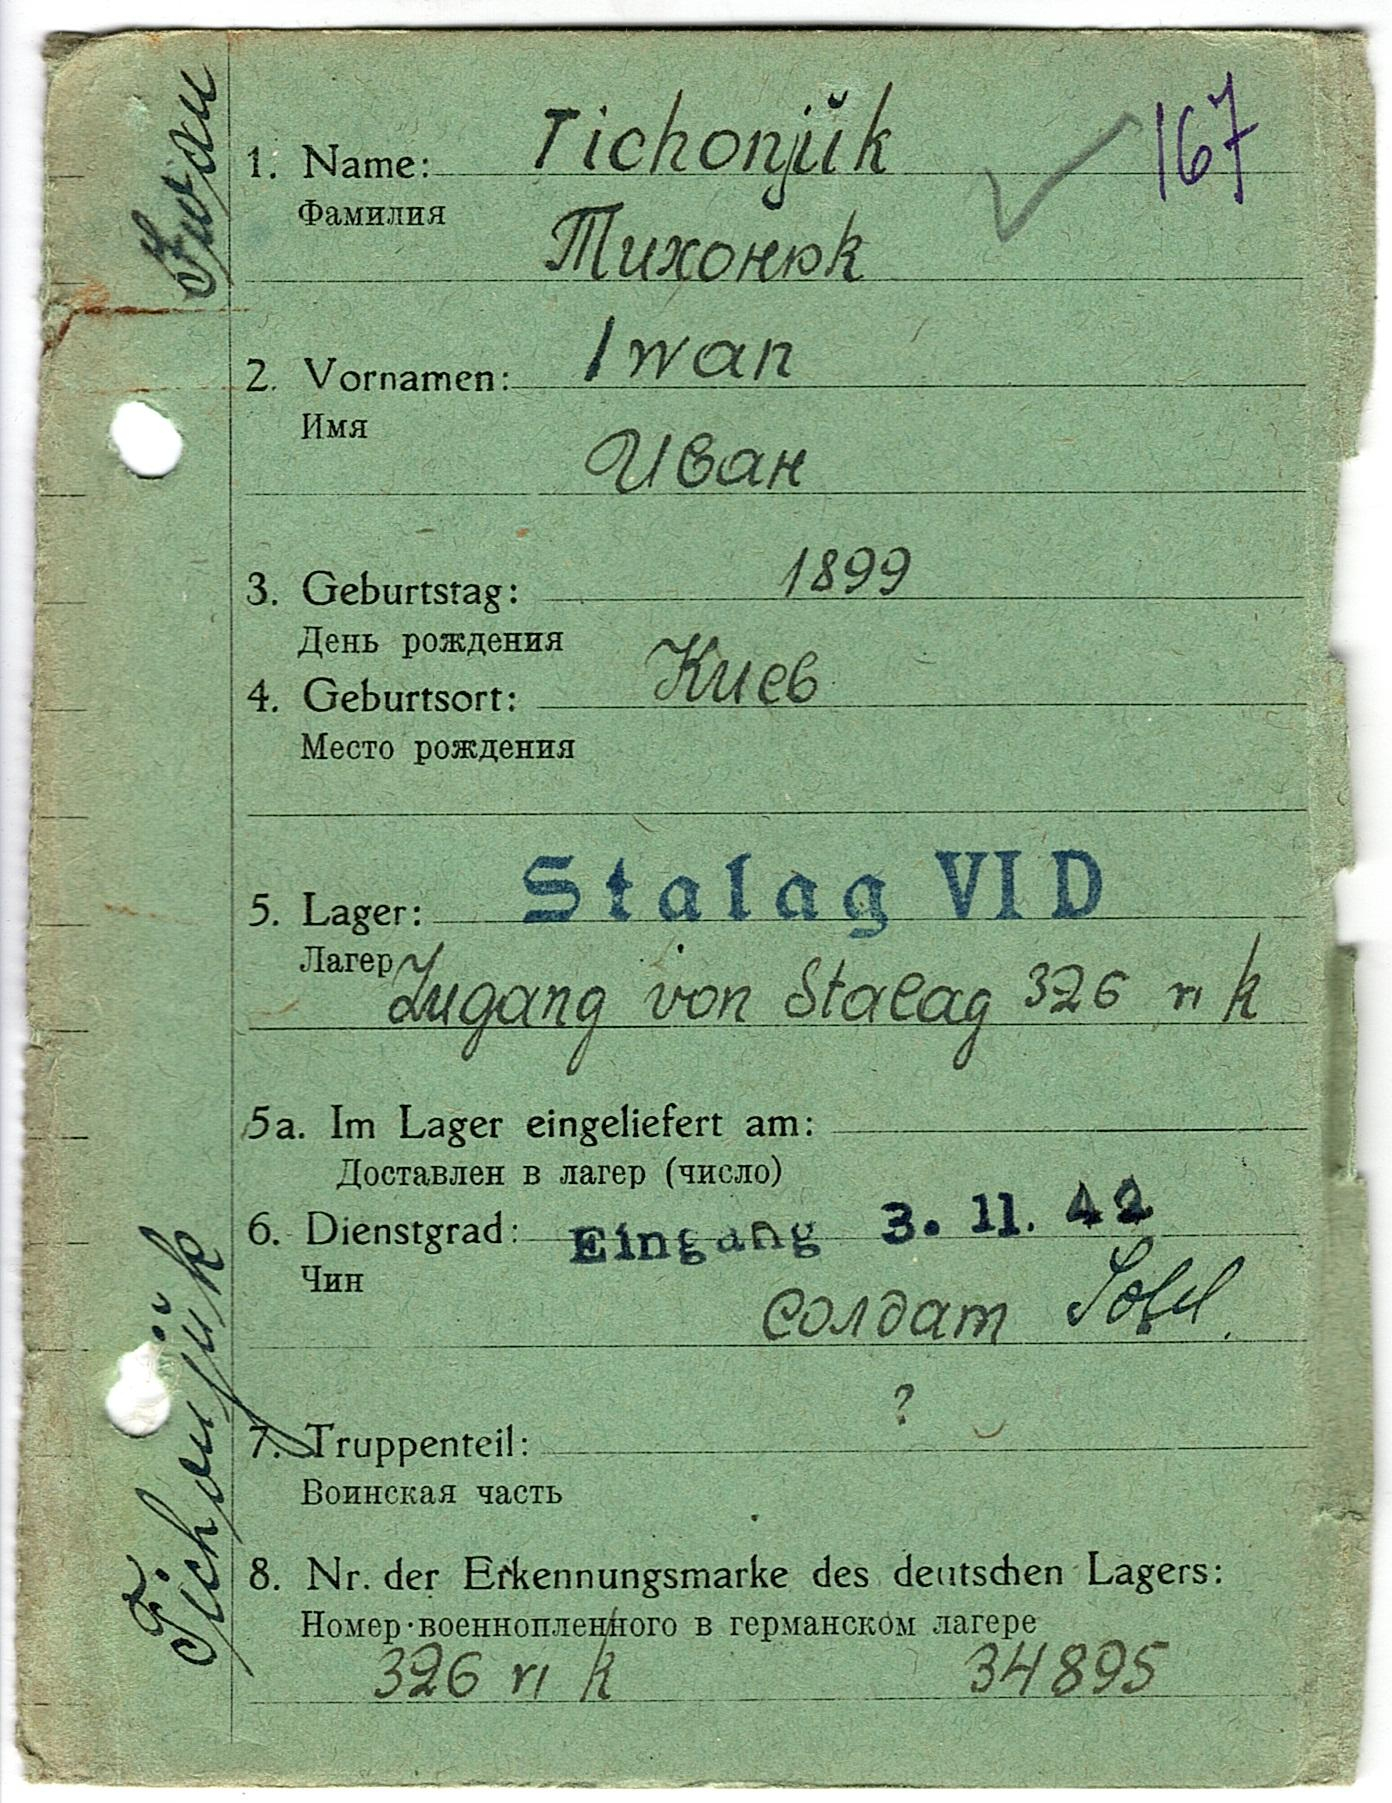 167
1. Name: Tichonjŭk
Фамилия
Тихонюк
2. Vornamen: Iwan
Имя
Иван
3. Geburtstag: 1899
День рождения
4. Geburtsort: Киев
Место рождения
5. Lager: Stalag VI D
Лагер
Zugang von Stalag 326 VI k
5a. Im Lager eingeliefert am:
Доставлен в лагер (число)
6. Dienstgrad: Eingang 3. 11. 42
Чин
солдат Sold.
?
7. Truppenteil:
Воинская часть
8. Nr. der Erkennungsmarke des deutschen Lagers:
Номер военнопленного в германском лагере
326 VI k 34895
Tichonjük Iwan